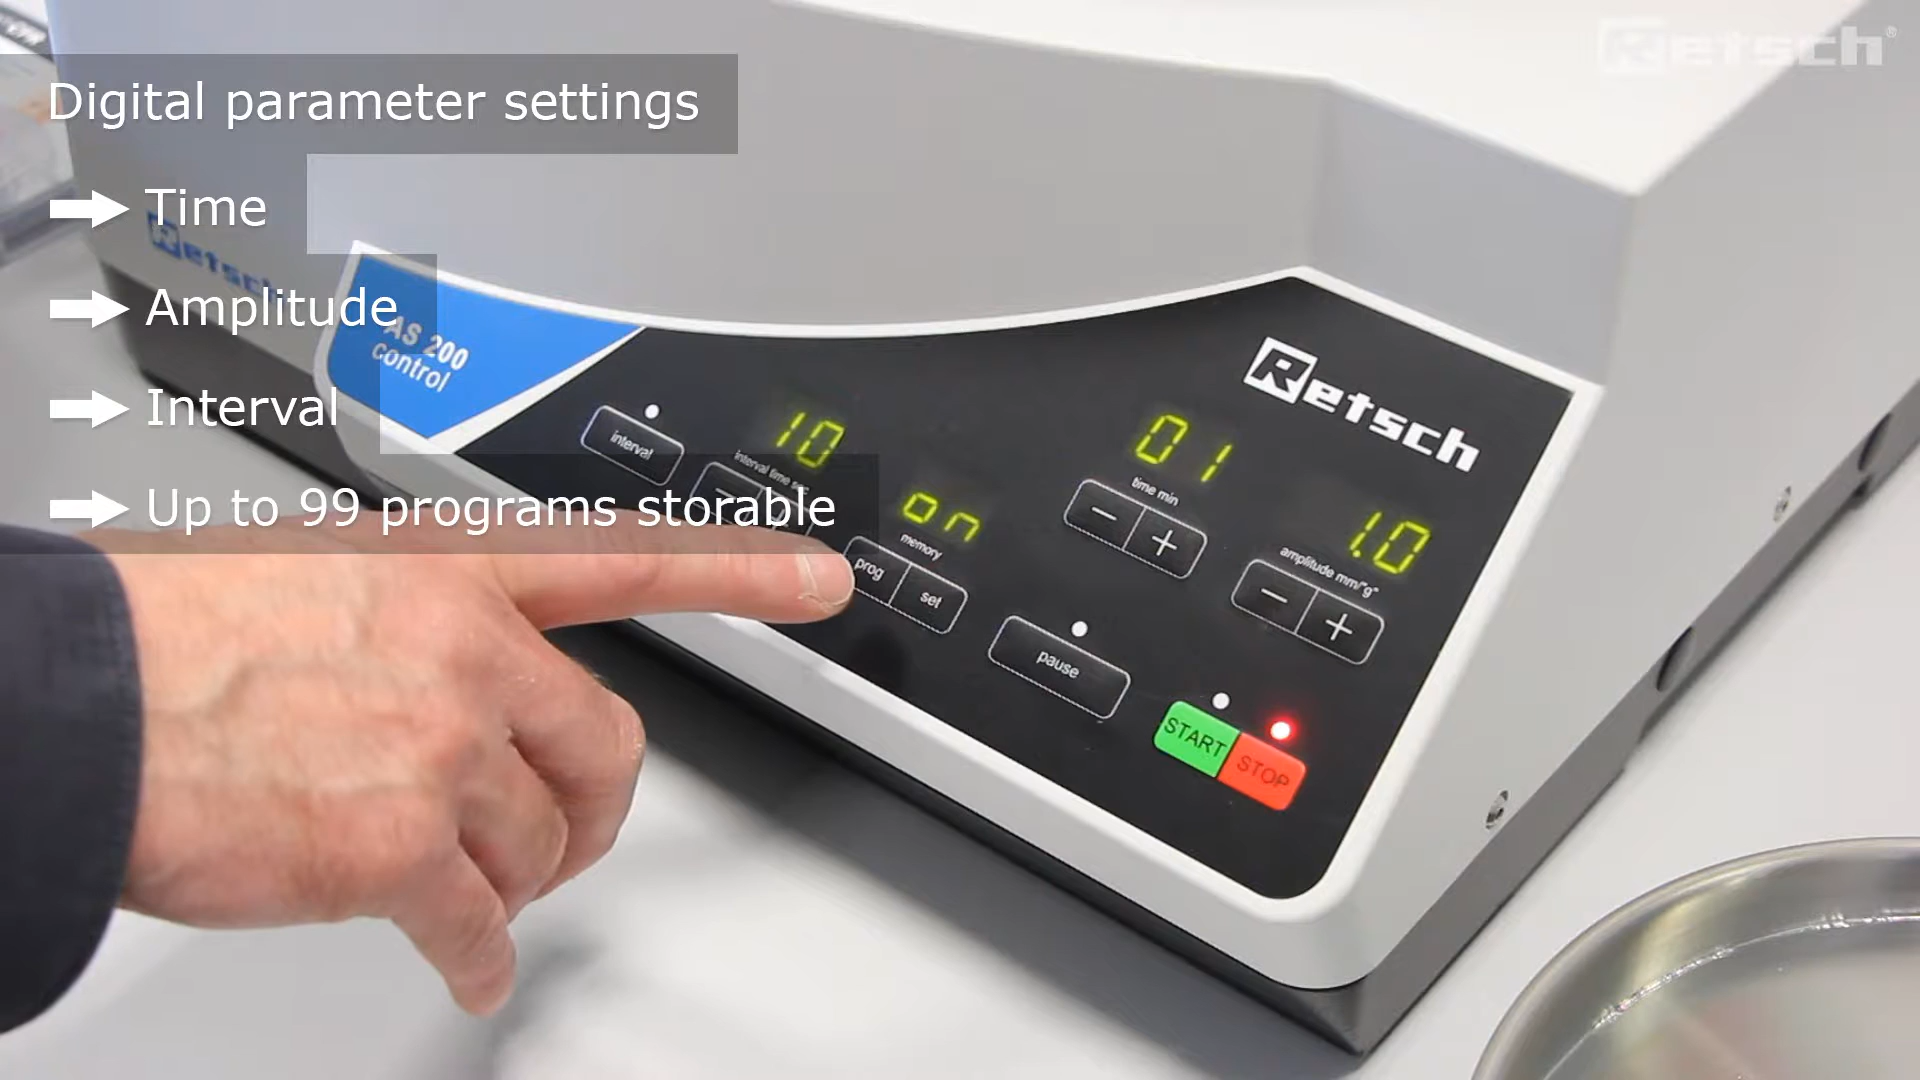 Retsch®
Digital parameter settings
Time
Retsch
Amplitude
AS 200
control
Interval
Up to 99 programs storable
Retsch
10
interval
interval time sec
01
time min
- +
on
memory
prog
set
1.0
amplitude mm/"g"
- +
pause
START
STOP